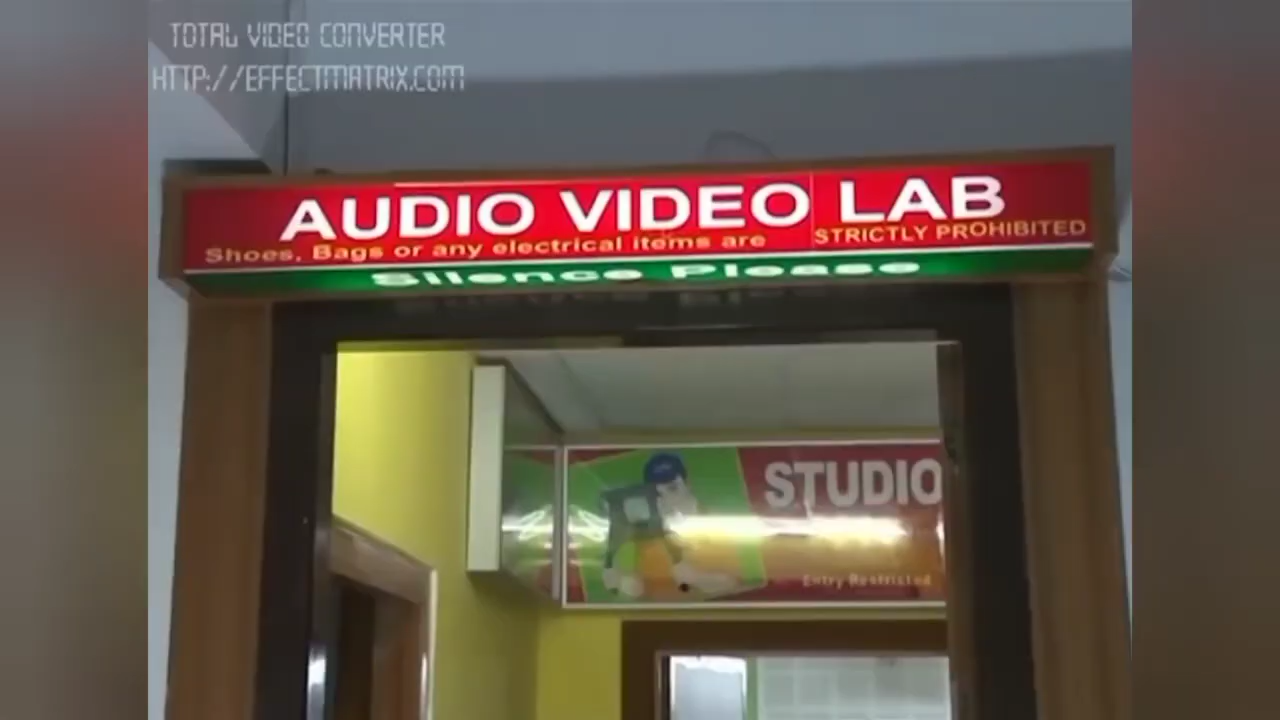 TOTAL VIDEO CONVERTER
HTTP://EFFECTMATRIX.COM
AUDIO VIDEO LAB
Shoes, Bags or any electrical items are STRICTLY PROHIBITED
Silence Please
STUDIO
Entry Restricted